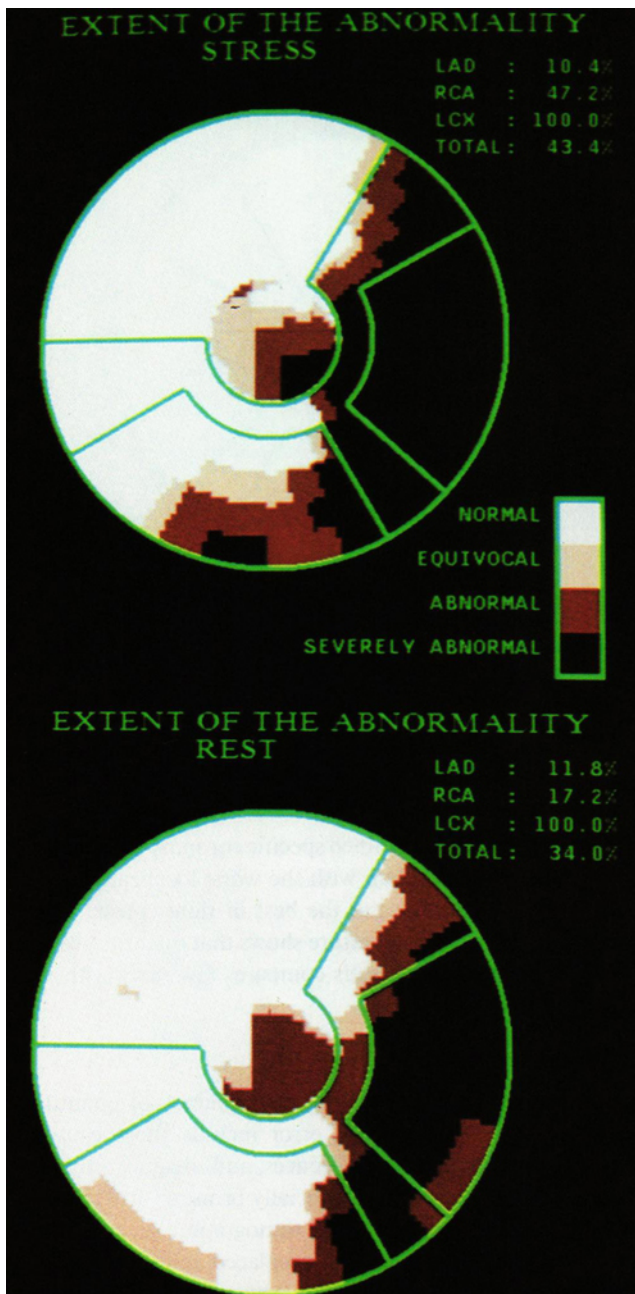 EXTENT OF THE ABNORMALITY
STRESS
LAD : 10.4%
RCA : 47.2%
LCX : 100.0%
TOTAL: 43.4%
NORMAL
EQUIVOCAL
ABNORMAL
SEVERELY ABNORMAL
EXTENT OF THE ABNORMALITY
REST
LAD : 11.8%
RCA : 17.2%
LCX : 100.0%
TOTAL: 34.0%